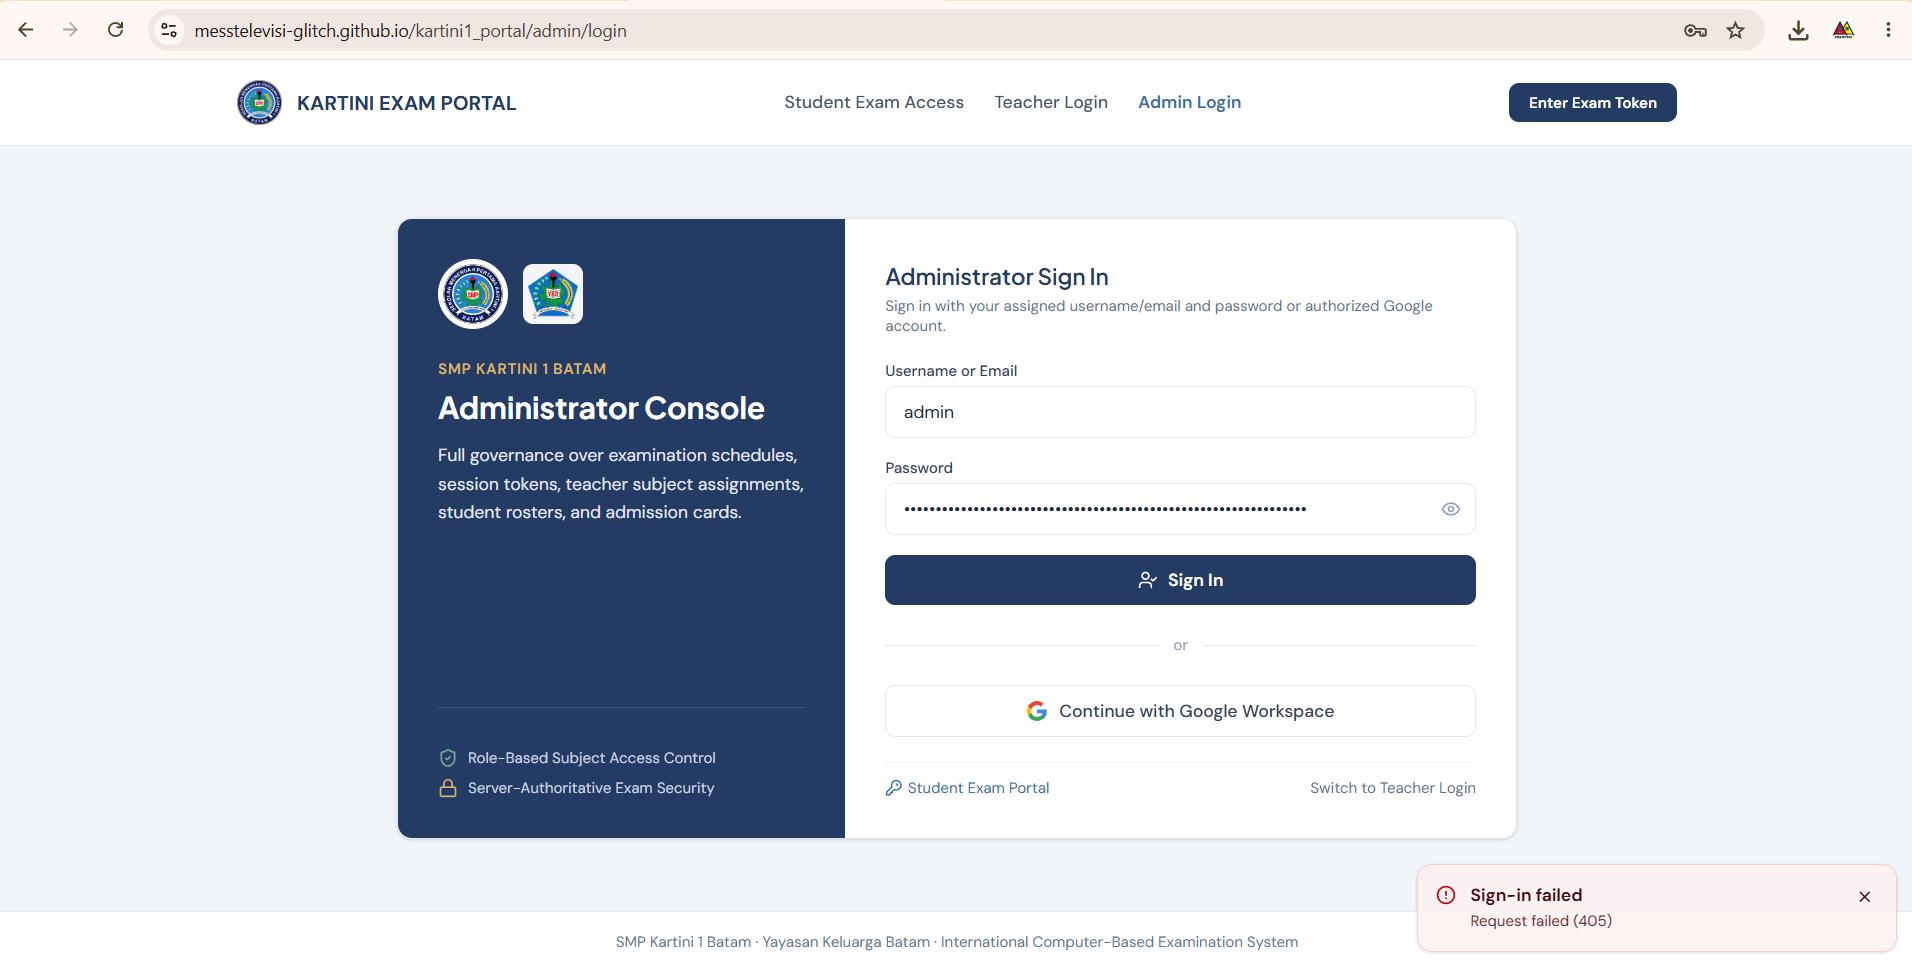 messtelevisi-glitch.github.io/kartini1_portal/admin/login
KARTINI EXAM PORTAL
Student Exam Access
Teacher Login
Admin Login
Enter Exam Token
SMP KARTINI 1 BATAM
Administrator Console
Full governance over examination schedules,
session tokens, teacher subject assignments,
student rosters, and admission cards.
Role-Based Subject Access Control
Server-Authoritative Exam Security
Administrator Sign In
Sign in with your assigned username/email and password or authorized Google
account.
Username or Email
admin
Password
Sign In
or
Continue with Google Workspace
Student Exam Portal
Switch to Teacher Login
Sign-in failed
Request failed (405)
SMP Kartini 1 Batam · Yayasan Keluarga Batam · International Computer-Based Examination System